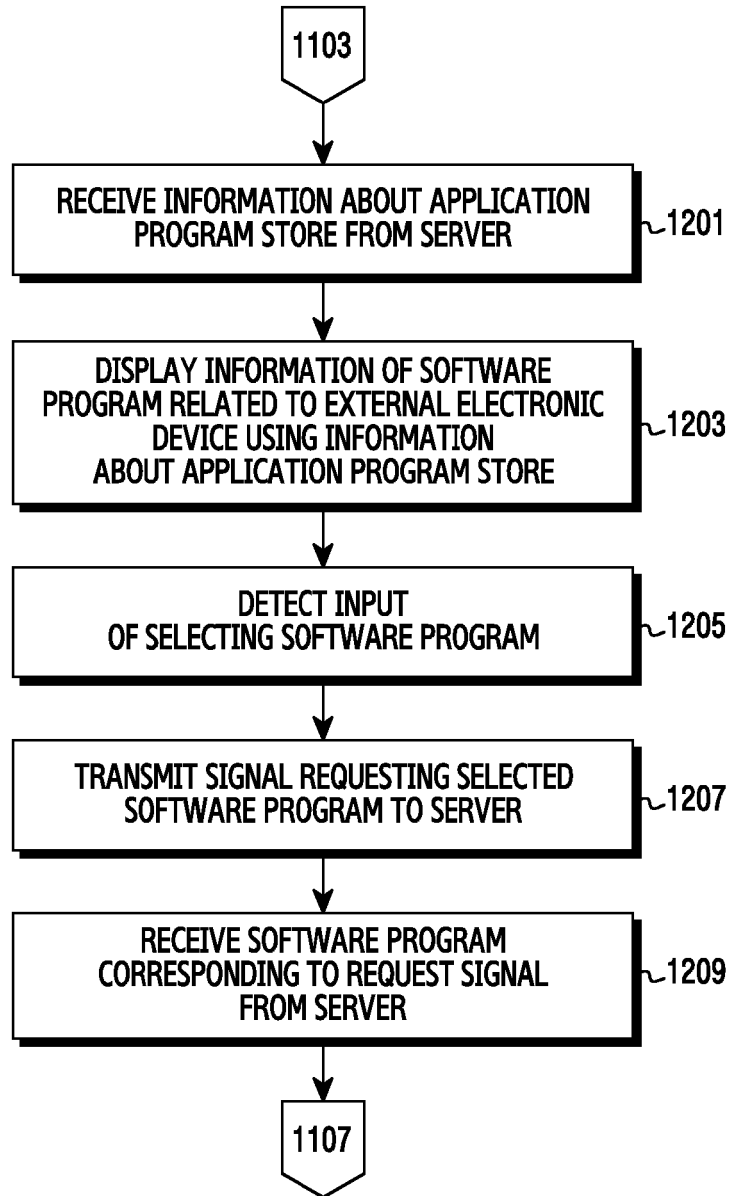 1103
RECEIVE INFORMATION ABOUT APPLICATION
PROGRAM STORE FROM SERVER
1201
DISPLAY INFORMATION OF SOFTWARE
PROGRAM RELATED TO EXTERNAL ELECTRONIC
DEVICE USING INFORMATION
ABOUT APPLICATION PROGRAM STORE
1203
DETECT INPUT
OF SELECTING SOFTWARE PROGRAM
1205
TRANSMIT SIGNAL REQUESTING SELECTED
SOFTWARE PROGRAM TO SERVER
1207
RECEIVE SOFTWARE PROGRAM
CORRESPONDING TO REQUEST SIGNAL
FROM SERVER
1209
1107